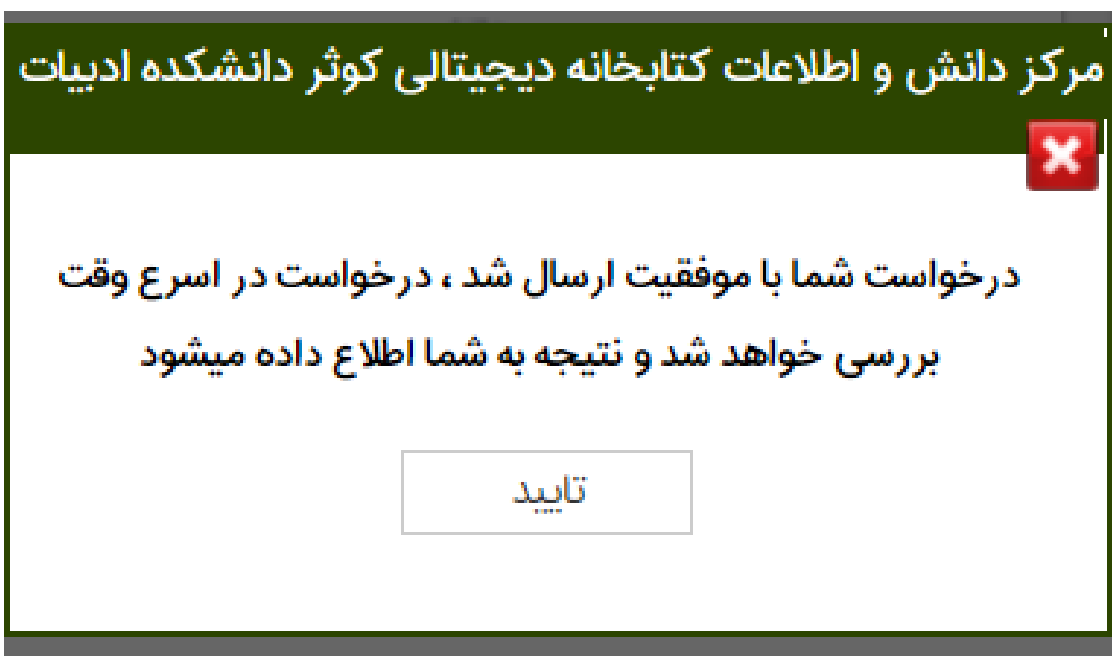 مرکز دانش و اطلاعات کتابخانه دیجیتالی کوثر دانشکده ادبیات
درخواست شما با موفقیت ارسال شد ، درخواست در اسرع وقت
بررسی خواهد شد و نتیجه به شما اطلاع داده میشود
تایید